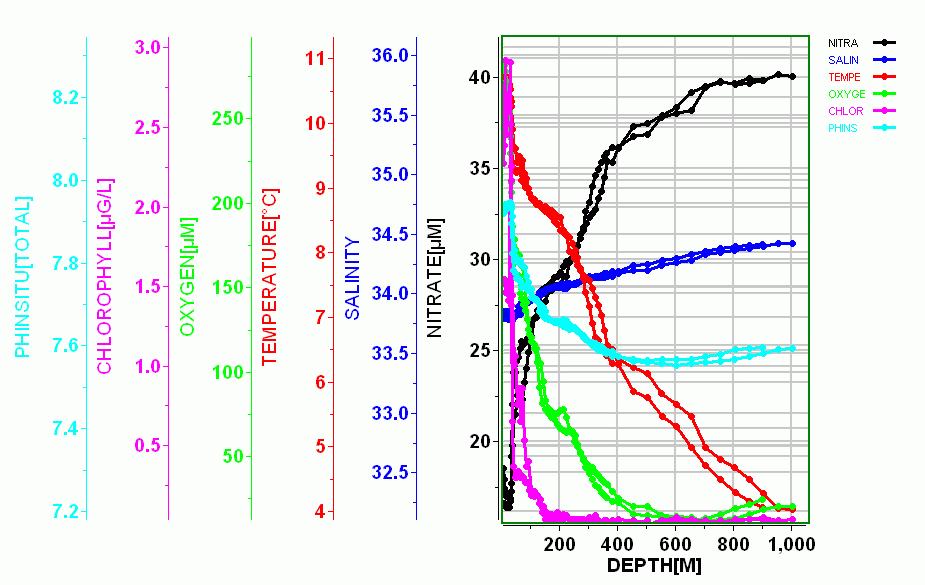 PHINSITU[TOTAL]
8.2
8.0
7.8
7.6
7.4
7.2
CHLOROPHYLL[µG/L]
3.0
2.5
2.0
1.5
1.0
0.5
OXYGEN[µM]
250
200
150
100
50
TEMPERATURE[°C]
11
10
9
8
7
6
5
4
SALINITY
36.0
35.5
35.0
34.5
34.0
33.5
33.0
32.5
NITRATE[µM]
40
35
30
25
20
200 400 600 800 1,000
DEPTH[M]
NITRA
SALIN
TEMPE
OXYGE
CHLOR
PHINS